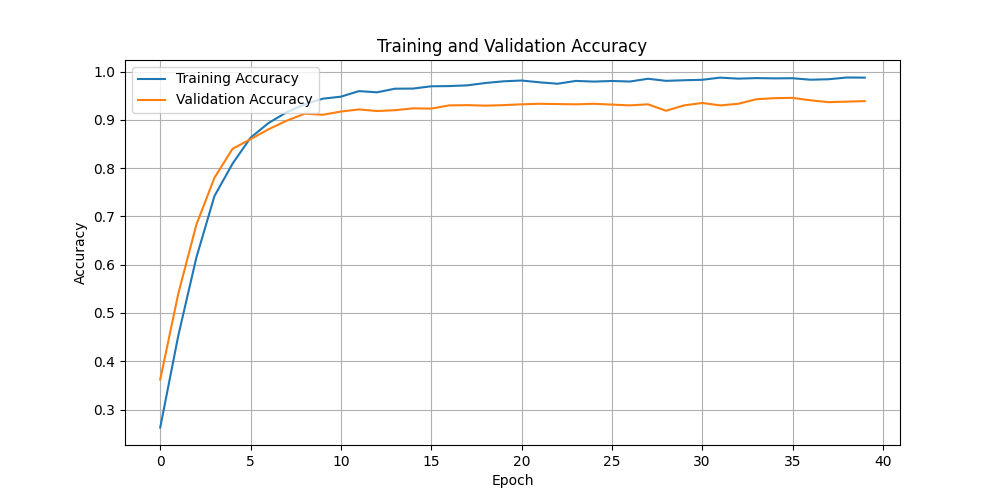 Training and Validation Accuracy
Training Accuracy
Validation Accuracy
1.0
0.9
0.8
0.7
0.6
0.5
0.4
0.3
Accuracy
0 5 10 15 20 25 30 35 40
Epoch